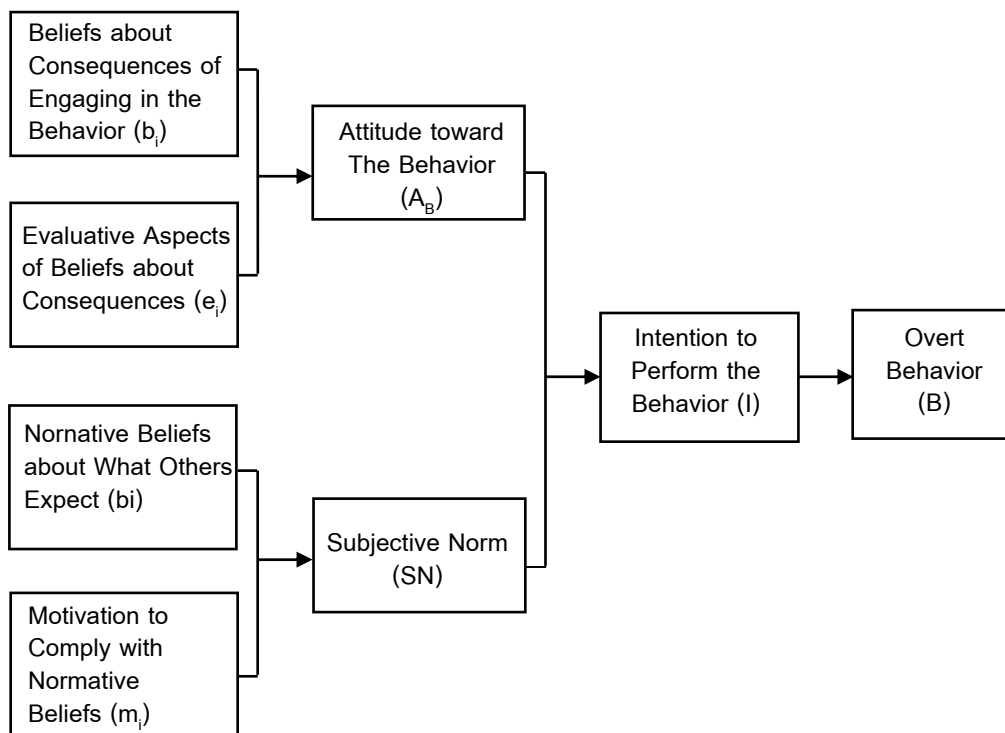 Beliefs about
Consequences of
Engaging in the
Behavior (bᵢ)
Evaluative Aspects
of Beliefs about
Consequences (eᵢ)
Attitude toward
The Behavior
(A_B)
Nornative Beliefs
about What Others
Expect (bi)
Motivation to
Comply with
Normative
Beliefs (mᵢ)
Subjective Norm
(SN)
Intention to
Perform the
Behavior (I)
Overt
Behavior
(B)